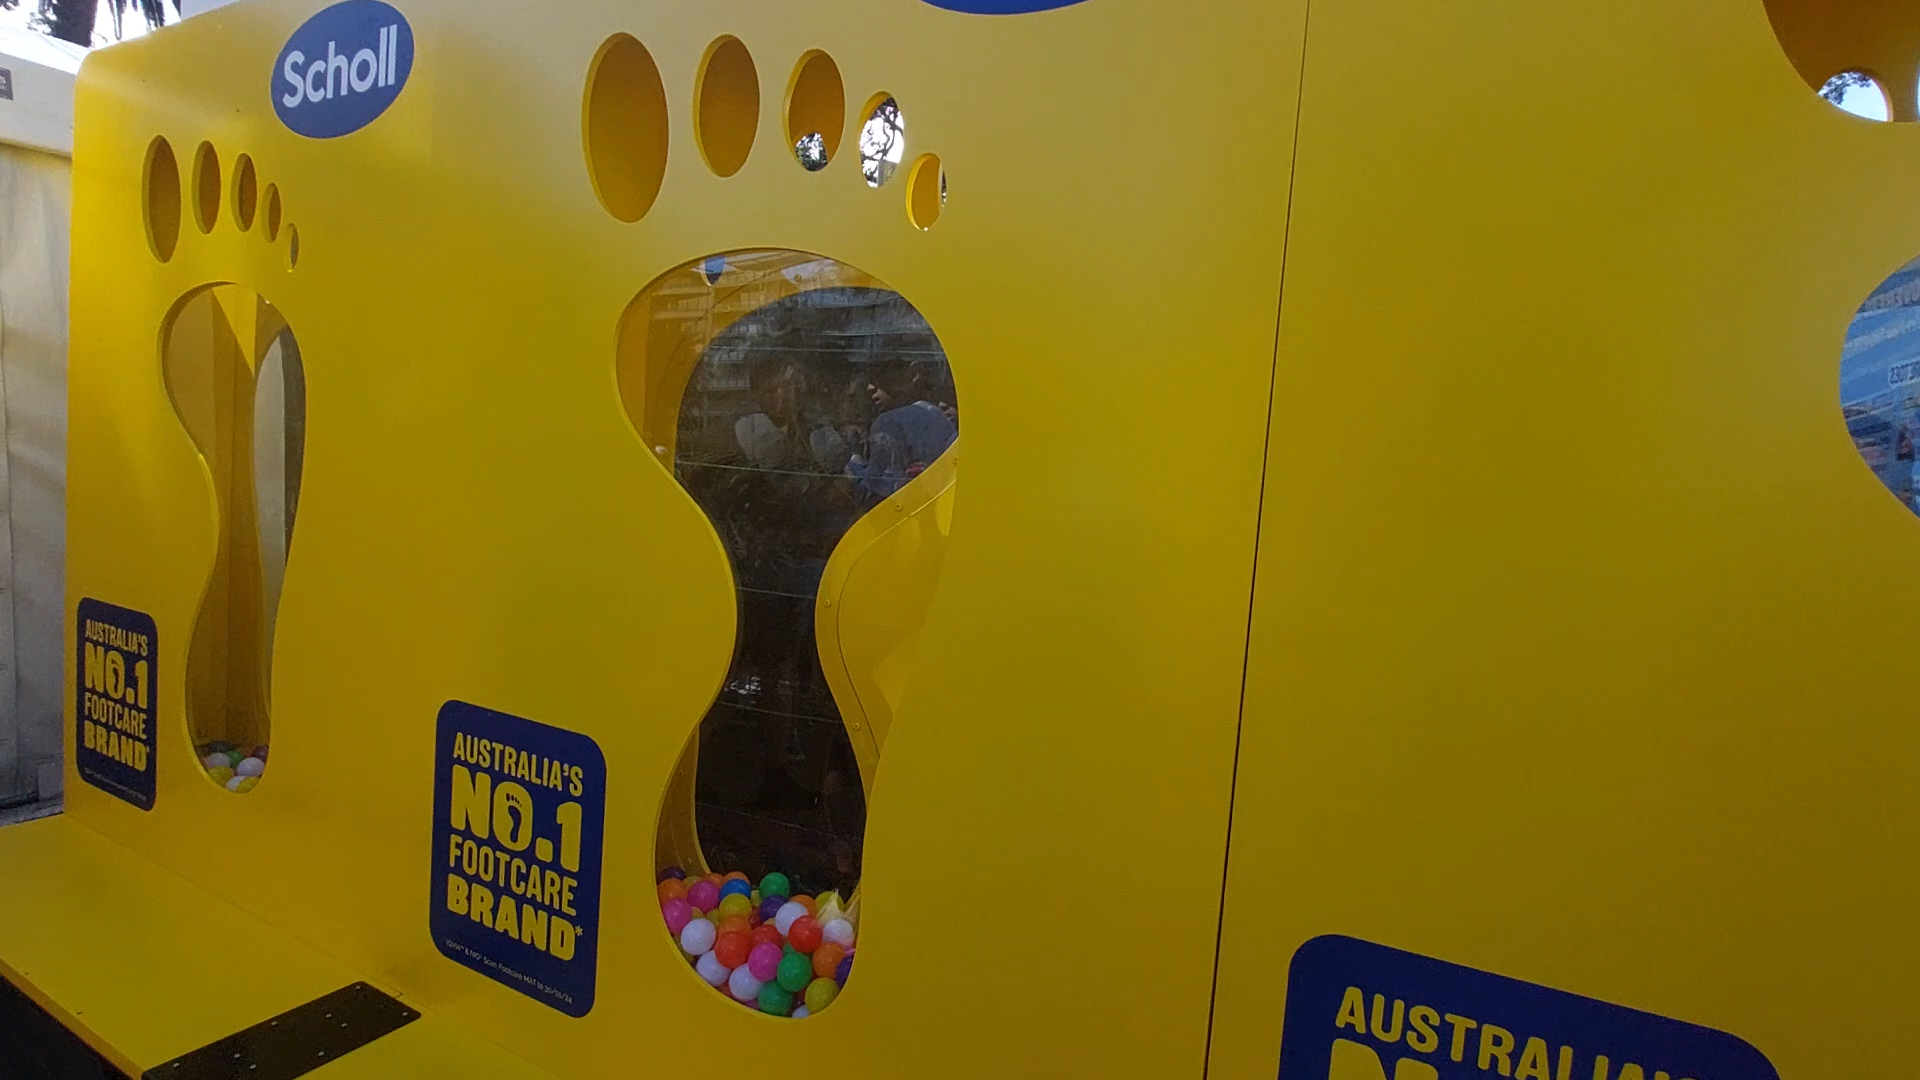 Scholl
AUSTRALIA'S
NO.1
FOOTCARE
BRAND*
AUSTRALIA'S
NO.1
FOOTCARE
BRAND*
AUSTRALIA'S